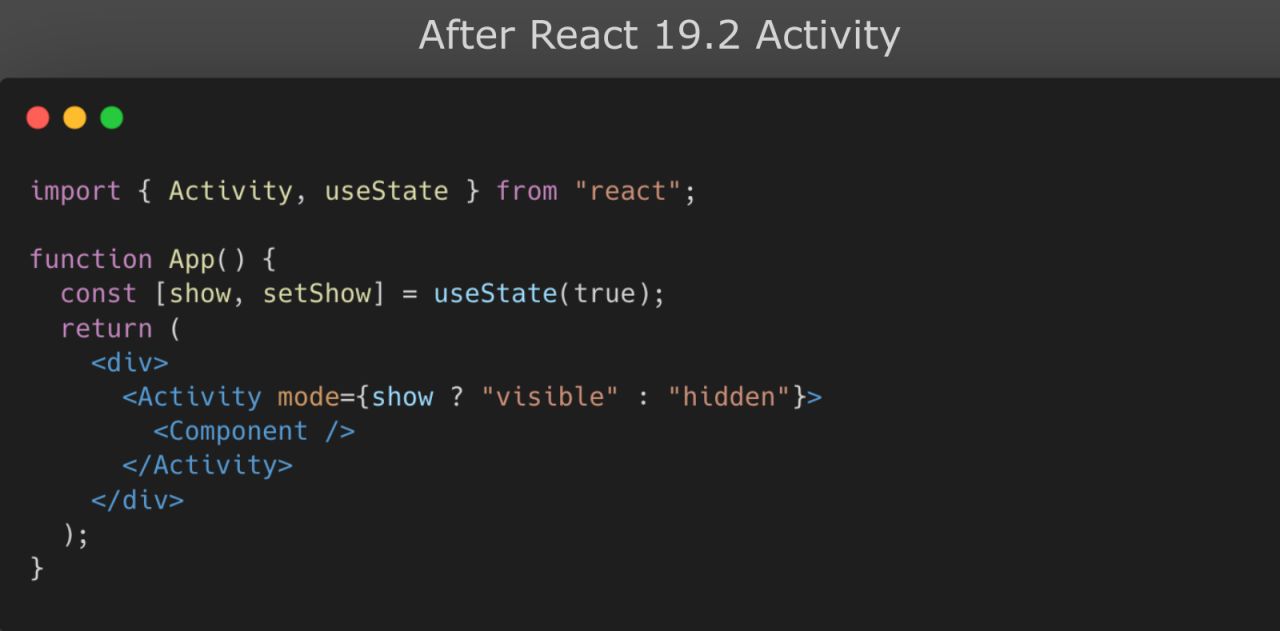 After React 19.2 Activity
import { Activity, useState } from "react";
function App() {
  const [show, setShow] = useState(true);
  return (
    <div>
      <Activity mode={show ? "visible" : "hidden"}>
        <Component />
      </Activity>
    </div>
  );
}